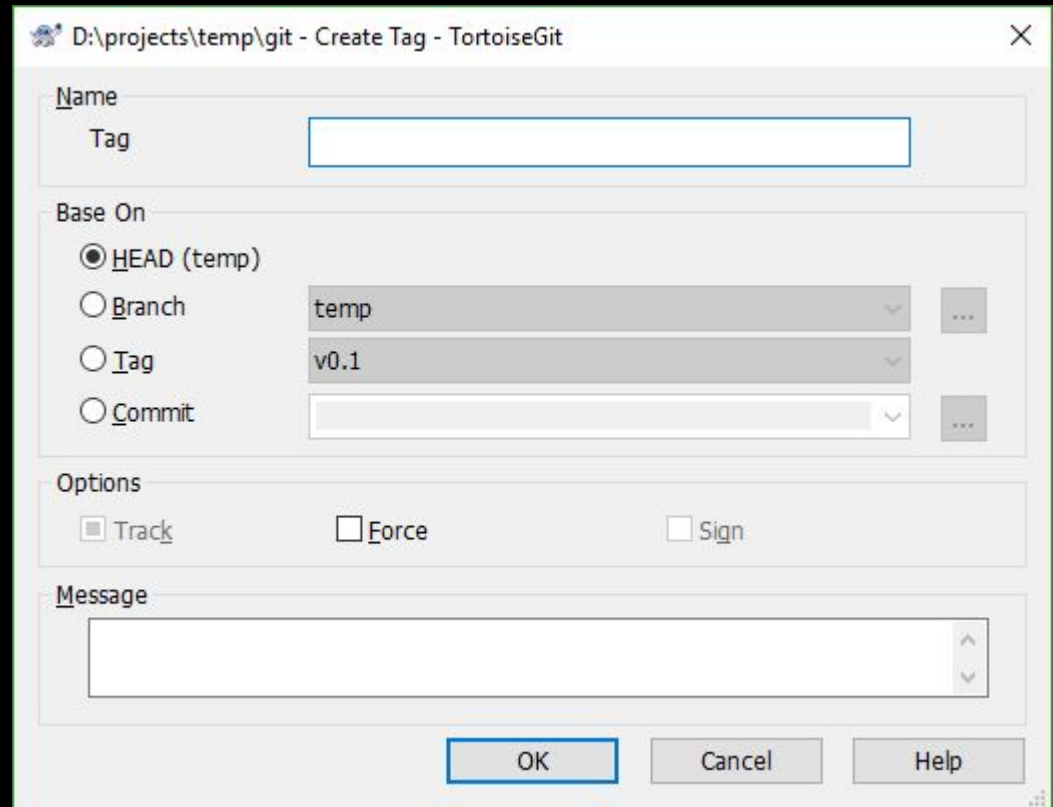 D:\projects\temp\git - Create Tag - TortoiseGit
Name
Tag
Base On
HEAD (temp)
Branch temp ...
Tag v0.1
Commit ...
Options
Track Force Sign
Message
OK Cancel Help